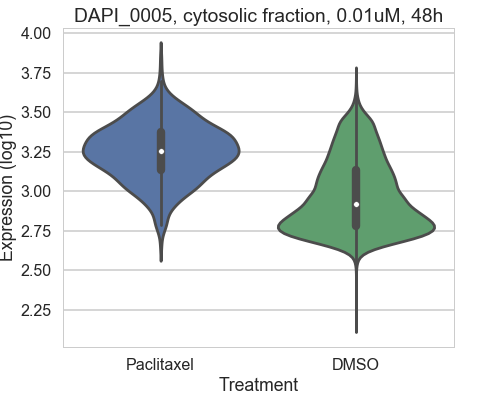 DAPI_0005, cytosolic fraction, 0.01uM, 48h
4.00
3.75
3.50
3.25
3.00
2.75
2.50
2.25
Expression (log10)
Paclitaxel
DMSO
Treatment